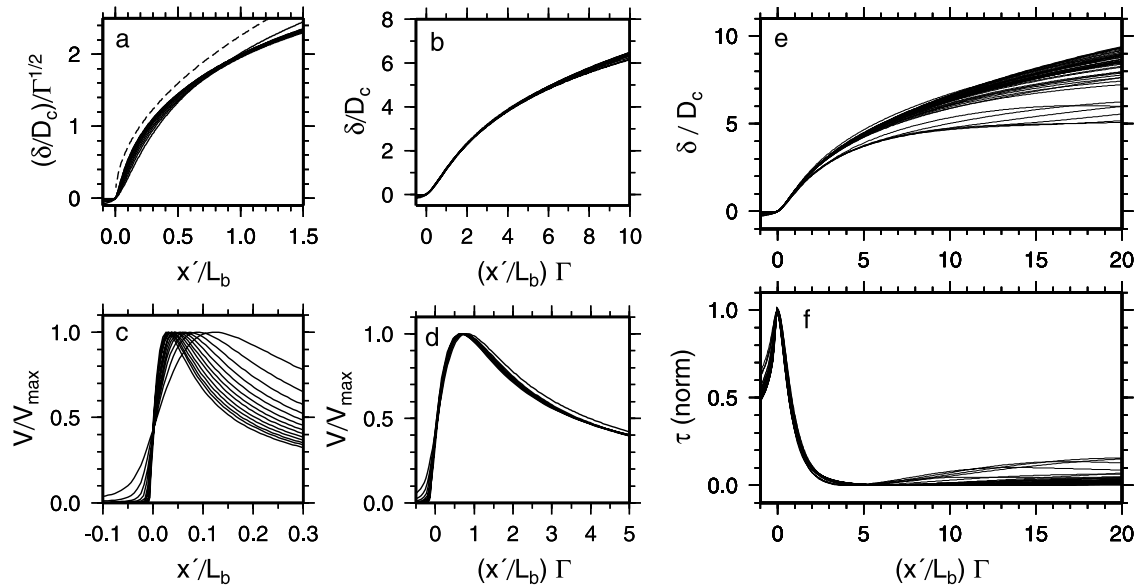 a
(δ/D_c)/Γ^{1/2}
2
1
0
0.0 0.5 1.0 1.5
x´/L_b
b
δ/D_c
8
6
4
2
0
0 2 4 6 8 10
(x´/L_b) Γ
e
δ / D_c
10
5
0
0 5 10 15 20
c
V/V_max
1.0
0.5
0.0
-0.1 0.0 0.1 0.2 0.3
x´/L_b
d
V/V_max
1.0
0.5
0.0
0 1 2 3 4 5
(x´/L_b) Γ
f
τ (norm)
1.0
0.5
0.0
0 5 10 15 20
(x´/L_b) Γ